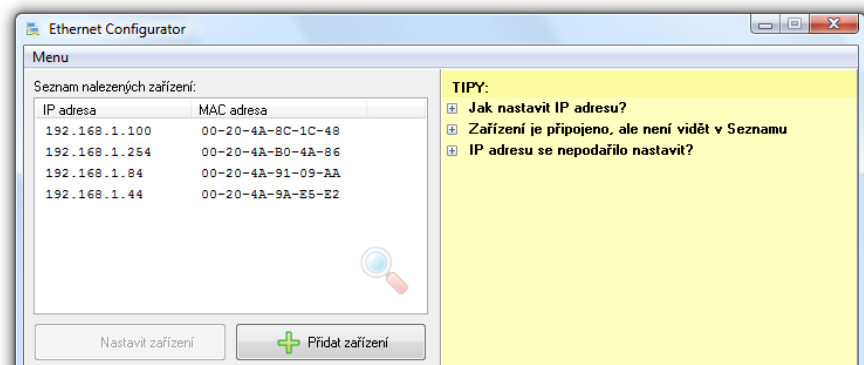 Ethernet Configurator
Menu
Seznam nalezených zařízení:
IP adresa MAC adresa
192.168.1.100 00-20-4A-8C-1C-48
192.168.1.254 00-20-4A-B0-4A-86
192.168.1.84 00-20-4A-91-09-AA
192.168.1.44 00-20-4A-9A-E5-E2
Nastavit zařízení Přidat zařízení
TIPY:
Jak nastavit IP adresu?
Zařízení je připojeno, ale není vidět v Seznamu
IP adresu se nepodařilo nastavit?